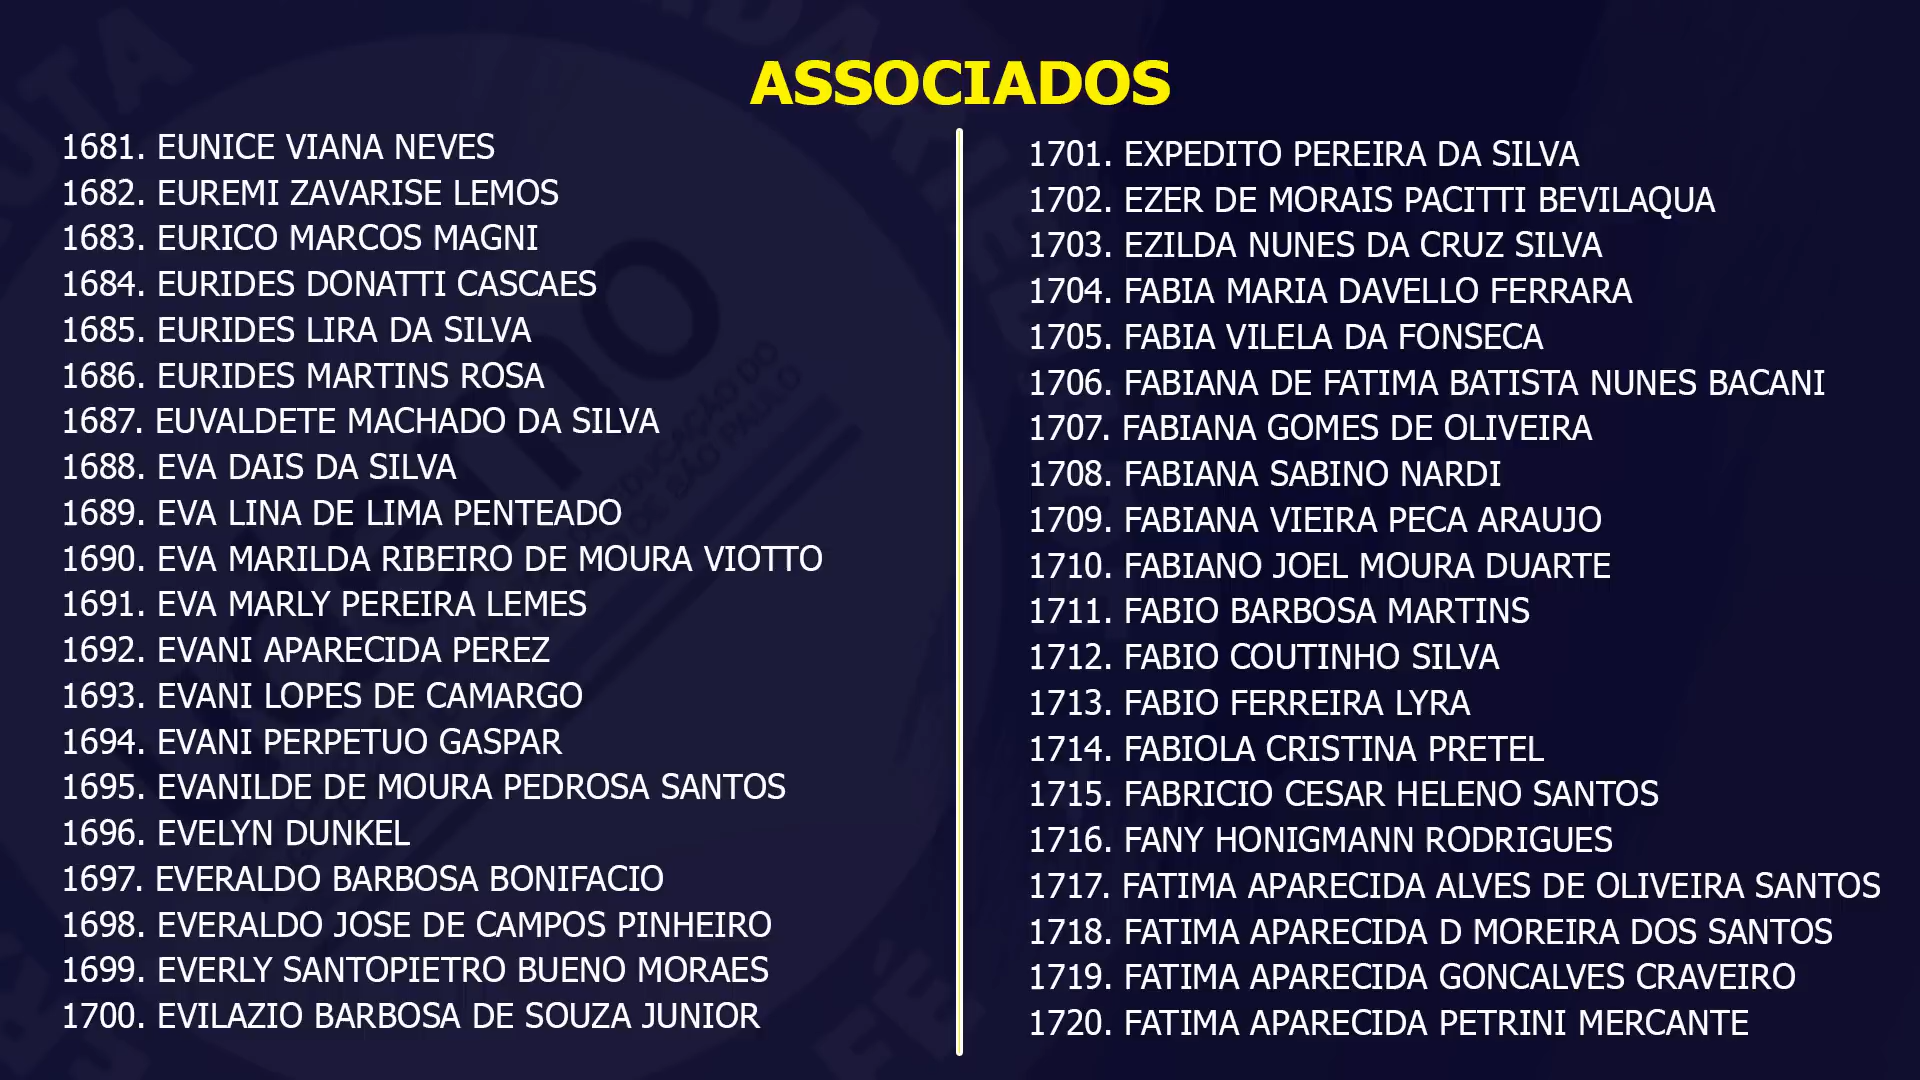 ASSOCIADOS
1681. EUNICE VIANA NEVES
1682. EUREMI ZAVARISE LEMOS
1683. EURICO MARCOS MAGNI
1684. EURIDES DONATTI CASCAES
1685. EURIDES LIRA DA SILVA
1686. EURIDES MARTINS ROSA
1687. EUVALDETE MACHADO DA SILVA
1688. EVA DAIS DA SILVA
1689. EVA LINA DE LIMA PENTEADO
1690. EVA MARILDA RIBEIRO DE MOURA VIOTTO
1691. EVA MARLY PEREIRA LEMES
1692. EVANI APARECIDA PEREZ
1693. EVANI LOPES DE CAMARGO
1694. EVANI PERPETUO GASPAR
1695. EVANILDE DE MOURA PEDROSA SANTOS
1696. EVELYN DUNKEL
1697. EVERALDO BARBOSA BONIFACIO
1698. EVERALDO JOSE DE CAMPOS PINHEIRO
1699. EVERLY SANTOPIETRO BUENO MORAES
1700. EVILAZIO BARBOSA DE SOUZA JUNIOR
1701. EXPEDITO PEREIRA DA SILVA
1702. EZER DE MORAIS PACITTI BEVILAQUA
1703. EZILDA NUNES DA CRUZ SILVA
1704. FABIA MARIA DAVELLO FERRARA
1705. FABIA VILELA DA FONSECA
1706. FABIANA DE FATIMA BATISTA NUNES BACANI
1707. FABIANA GOMES DE OLIVEIRA
1708. FABIANA SABINO NARDI
1709. FABIANA VIEIRA PECA ARAUJO
1710. FABIANO JOEL MOURA DUARTE
1711. FABIO BARBOSA MARTINS
1712. FABIO COUTINHO SILVA
1713. FABIO FERREIRA LYRA
1714. FABIOLA CRISTINA PRETEL
1715. FABRICIO CESAR HELENO SANTOS
1716. FANY HONIGMANN RODRIGUES
1717. FATIMA APARECIDA ALVES DE OLIVEIRA SANTOS
1718. FATIMA APARECIDA D MOREIRA DOS SANTOS
1719. FATIMA APARECIDA GONCALVES CRAVEIRO
1720. FATIMA APARECIDA PETRINI MERCANTE